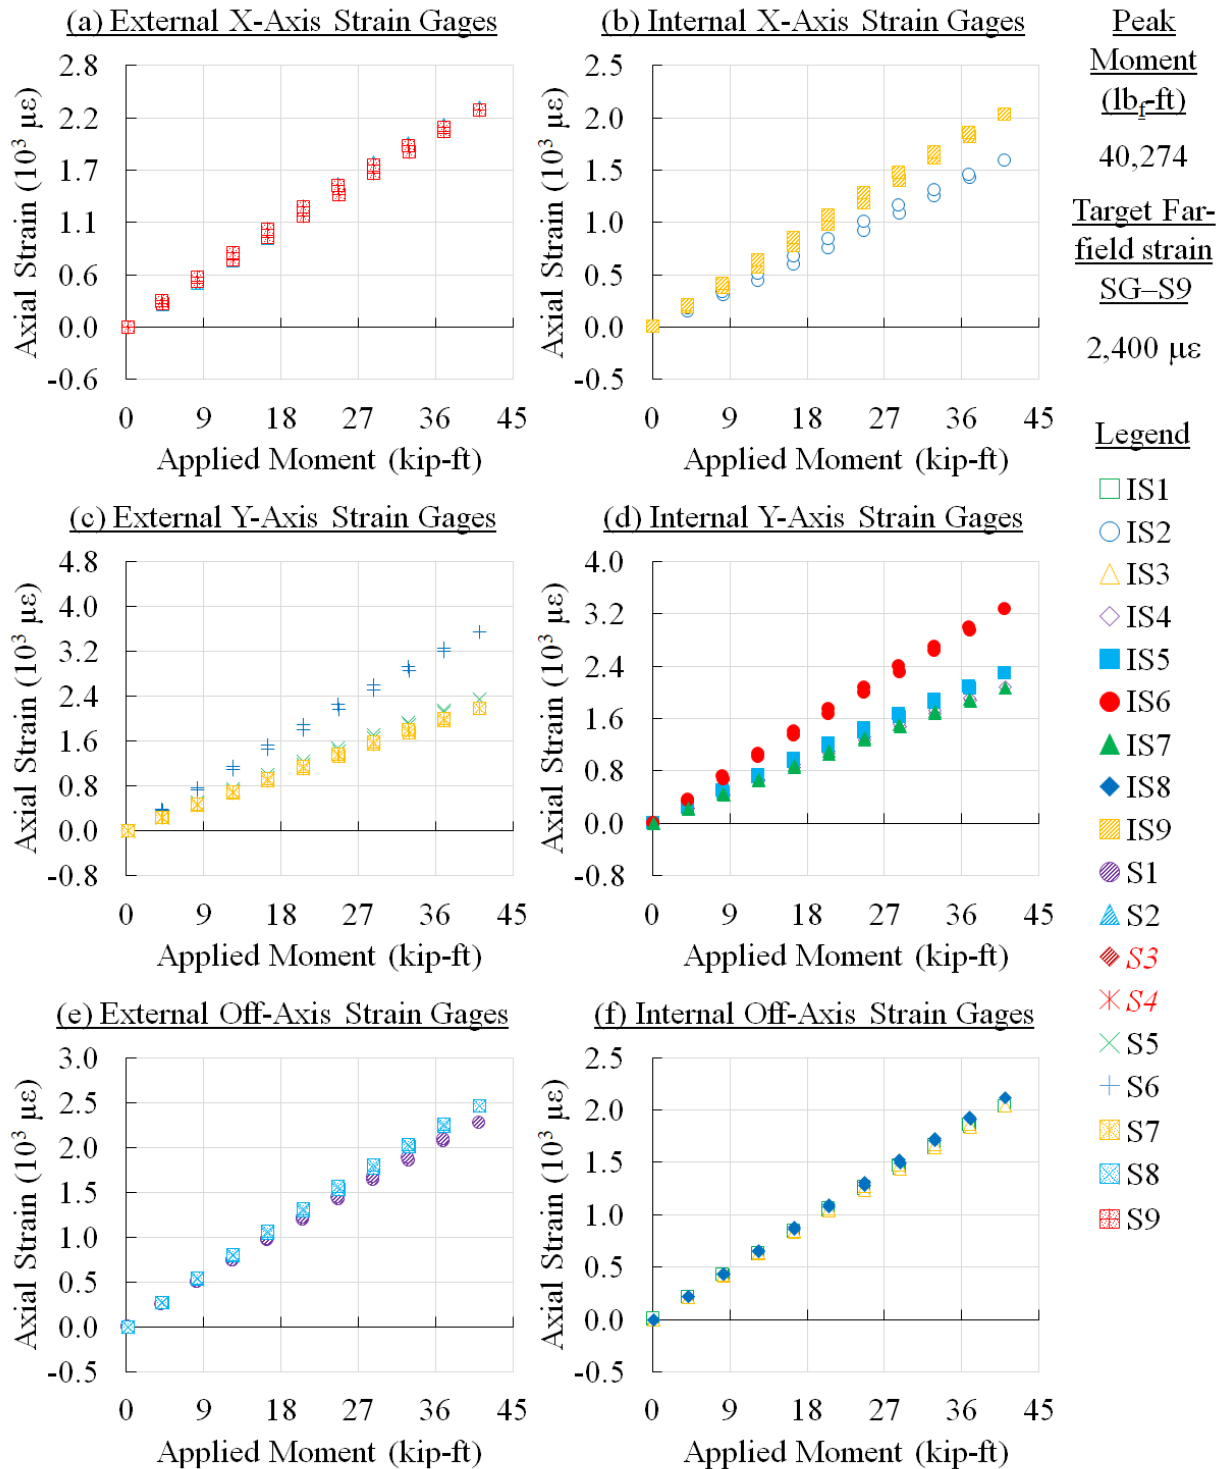 (a) External X-Axis Strain Gages
2.8
2.2
1.7
1.1
0.6
0.0
-0.6
Axial Strain (10³ με)
0 9 18 27 36 45
Applied Moment (kip-ft)
(b) Internal X-Axis Strain Gages
2.5
2.0
1.5
1.0
0.5
0.0
-0.5
Axial Strain (10³ με)
0 9 18 27 36 45
Applied Moment (kip-ft)
Peak
Moment
(lbf-ft)
40,274
Target Far-
field strain
SG–S9
2,400 με
(c) External Y-Axis Strain Gages
4.8
4.0
3.2
2.4
1.6
0.8
0.0
-0.8
Axial Strain (10³ με)
0 9 18 27 36 45
Applied Moment (kip-ft)
(d) Internal Y-Axis Strain Gages
4.0
3.2
2.4
1.6
0.8
0.0
-0.8
Axial Strain (10³ με)
0 9 18 27 36 45
Applied Moment (kip-ft)
(e) External Off-Axis Strain Gages
3.0
2.5
2.0
1.5
1.0
0.5
0.0
-0.5
Axial Strain (10³ με)
0 9 18 27 36 45
Applied Moment (kip-ft)
(f) Internal Off-Axis Strain Gages
2.5
2.0
1.5
1.0
0.5
0.0
-0.5
Axial Strain (10³ με)
0 9 18 27 36 45
Applied Moment (kip-ft)
Legend
IS1
IS2
IS3
IS4
IS5
IS6
IS7
IS8
IS9
S1
S2
S3
S4
S5
S6
S7
S8
S9